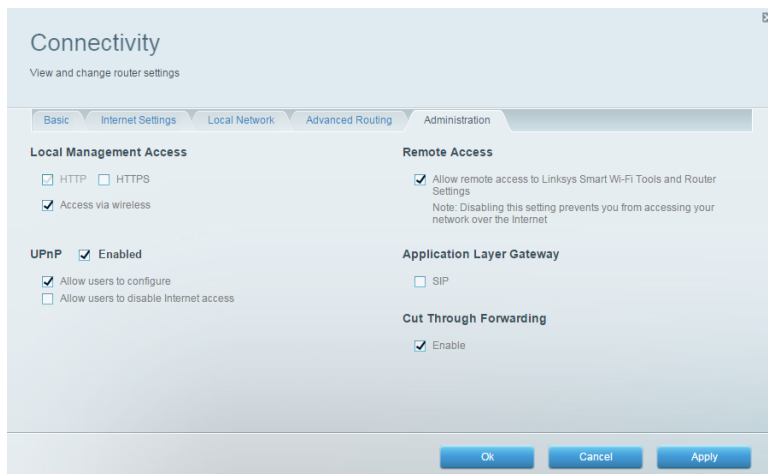 Connectivity
View and change router settings
Basic
Internet Settings
Local Network
Advanced Routing
Administration
Local Management Access
HTTP
HTTPS
Access via wireless
UPnP
Enabled
Allow users to configure
Allow users to disable Internet access
Remote Access
Allow remote access to Linksys Smart Wi-Fi Tools and Router
Settings
Note: Disabling this setting prevents you from accessing your
network over the Internet
Application Layer Gateway
SIP
Cut Through Forwarding
Enable
Ok
Cancel
Apply